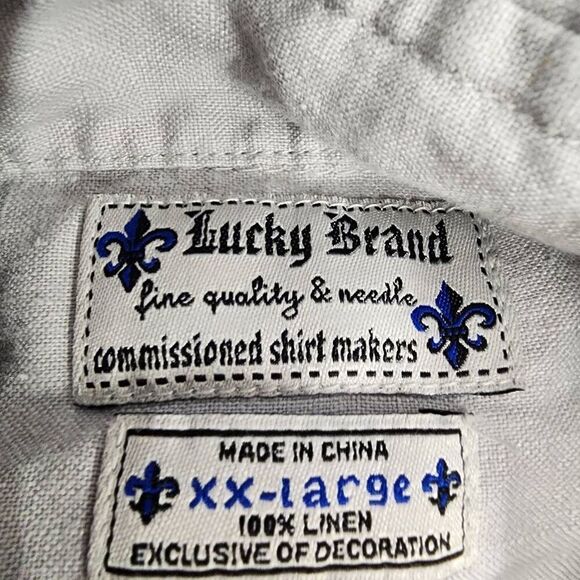 Lucky Brand
fine quality & needle
commissioned shirt makers
MADE IN CHINA
XX-Large
100% LINEN
EXCLUSIVE OF DECORATION